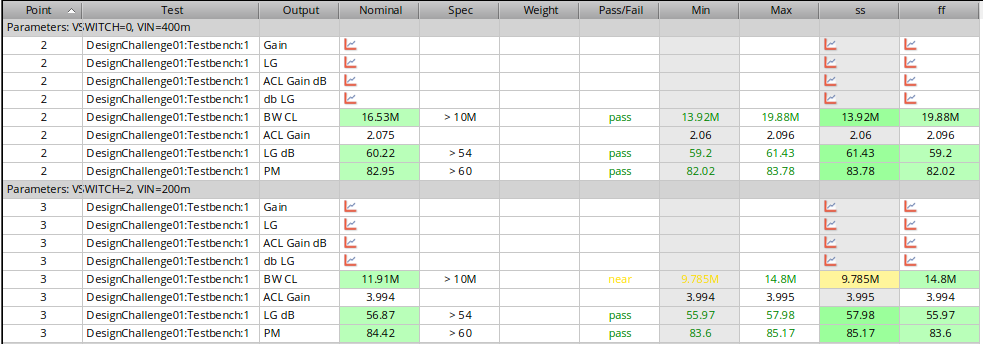 Point Test Output Nominal Spec Weight Pass/Fail Min Max ss ff
Parameters: VSWITCH=0, VIN=400m
2 DesignChallenge01:Testbench:1 Gain
2 DesignChallenge01:Testbench:1 LG
2 DesignChallenge01:Testbench:1 ACL Gain dB
2 DesignChallenge01:Testbench:1 db LG
2 DesignChallenge01:Testbench:1 BW CL 16.53M > 10M pass 13.92M 19.88M 13.92M 19.88M
2 DesignChallenge01:Testbench:1 ACL Gain 2.075 2.06 2.096 2.06 2.096
2 DesignChallenge01:Testbench:1 LG dB 60.22 > 54 pass 59.2 61.43 61.43 59.2
2 DesignChallenge01:Testbench:1 PM 82.95 > 60 pass 82.02 83.78 83.78 82.02
Parameters: VSWITCH=2, VIN=200m
3 DesignChallenge01:Testbench:1 Gain
3 DesignChallenge01:Testbench:1 LG
3 DesignChallenge01:Testbench:1 ACL Gain dB
3 DesignChallenge01:Testbench:1 db LG
3 DesignChallenge01:Testbench:1 BW CL 11.91M > 10M near 9.785M 14.8M 9.785M 14.8M
3 DesignChallenge01:Testbench:1 ACL Gain 3.994 3.994 3.995 3.995 3.994
3 DesignChallenge01:Testbench:1 LG dB 56.87 > 54 pass 55.97 57.98 57.98 55.97
3 DesignChallenge01:Testbench:1 PM 84.42 > 60 pass 83.6 85.17 85.17 83.6